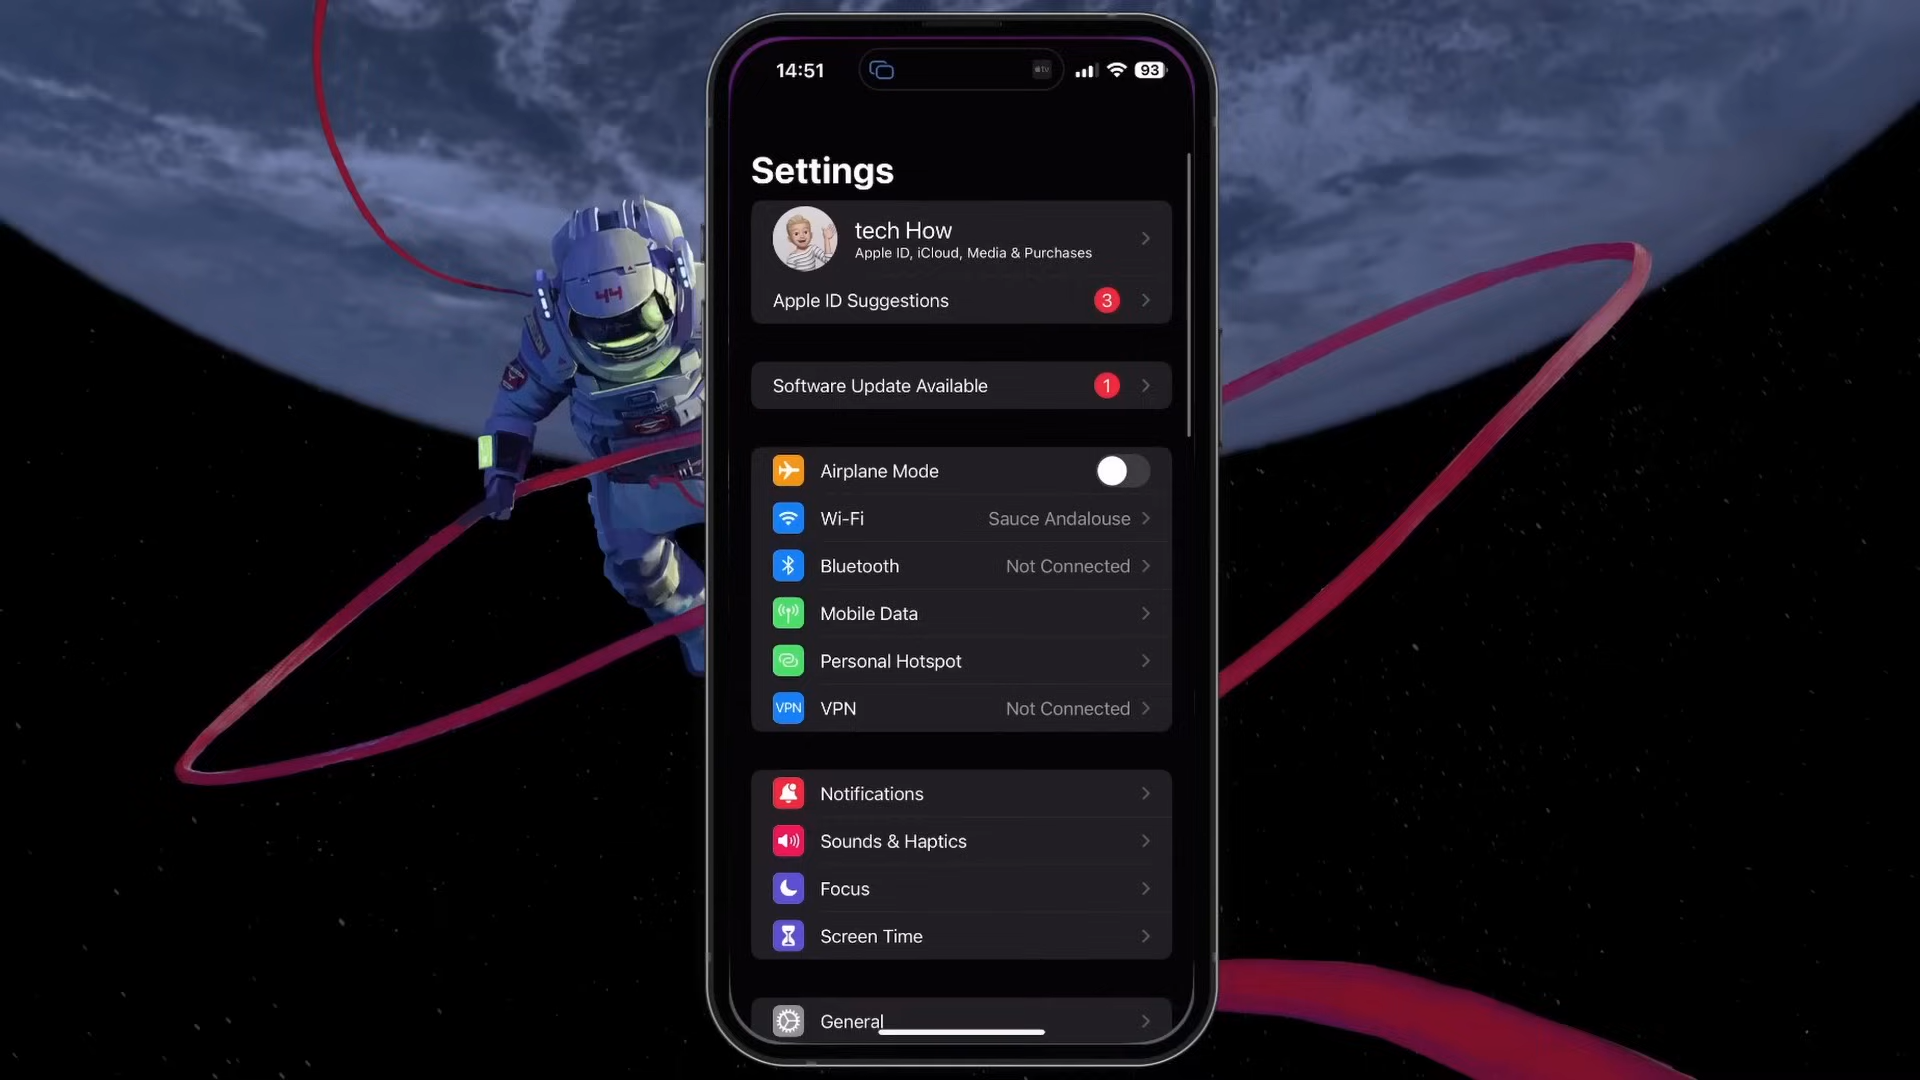 14:51
tv
93
Settings
tech How
Apple ID, iCloud, Media & Purchases
Apple ID Suggestions 3
Software Update Available 1
Airplane Mode
Wi-Fi Sauce Andalouse
Bluetooth Not Connected
Mobile Data
Personal Hotspot
VPN VPN Not Connected
Notifications
Sounds & Haptics
Focus
Screen Time
General